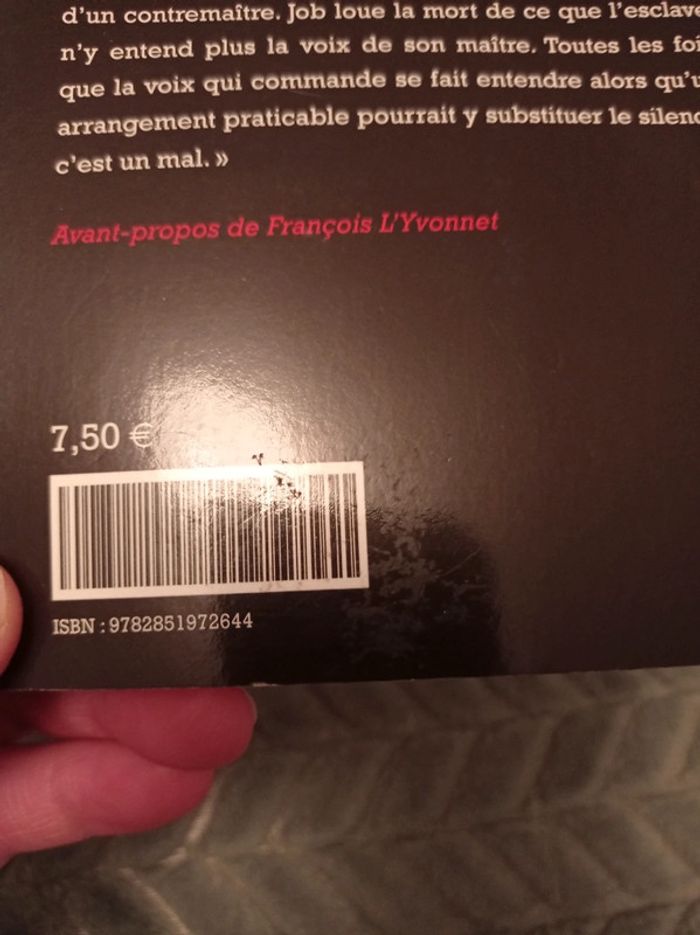 d'un contremaître. Job loue la mort de ce que l'esclave
n'y entend plus la voix de son maître. Toutes les foi
que la voix qui commande se fait entendre alors qu'
arrangement praticable pourrait y substituer le silenc
c'est un mal. »
Avant-propos de François L'Yvonnet
7,50 €
ISBN : 9782851972644